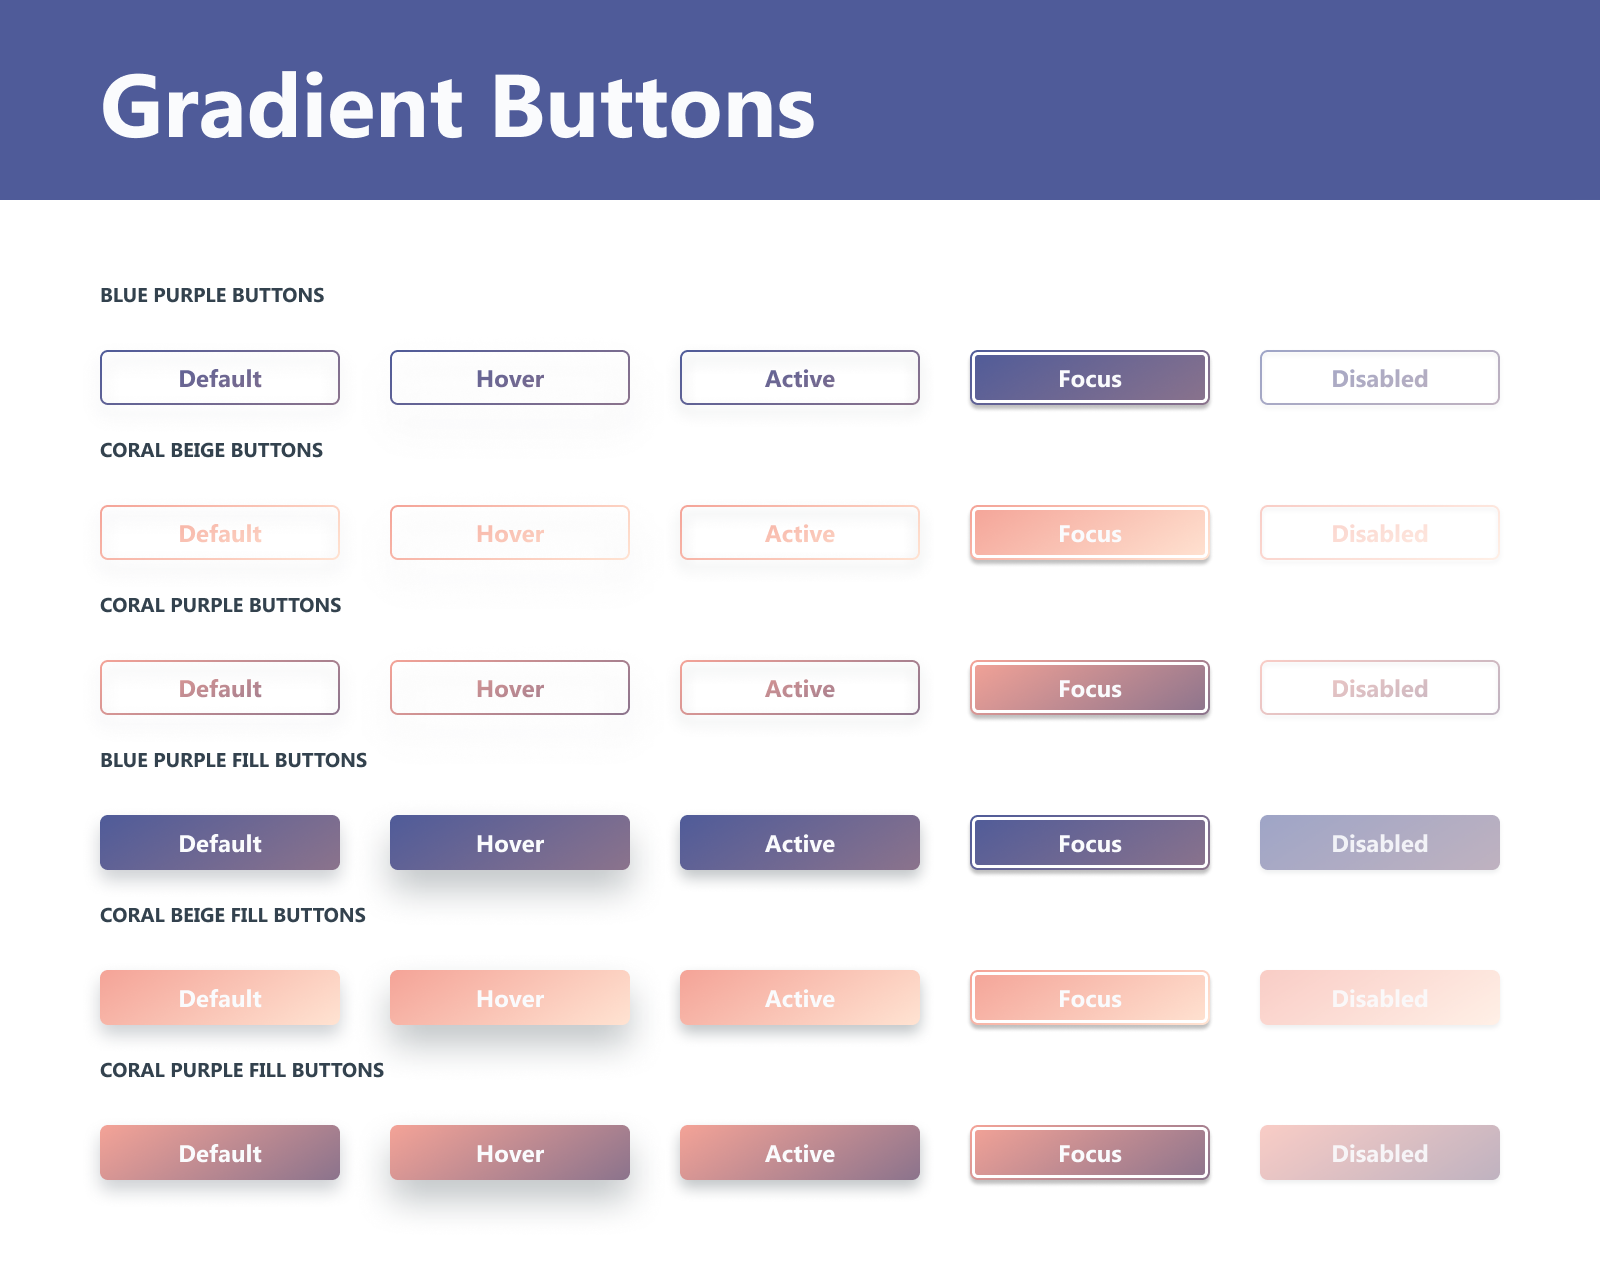 Gradient Buttons
BLUE PURPLE BUTTONS
Default Hover Active Focus Disabled
CORAL BEIGE BUTTONS
Default Hover Active Focus Disabled
CORAL PURPLE BUTTONS
Default Hover Active Focus Disabled
BLUE PURPLE FILL BUTTONS
Default Hover Active Focus Disabled
CORAL BEIGE FILL BUTTONS
Default Hover Active Focus Disabled
CORAL PURPLE FILL BUTTONS
Default Hover Active Focus Disabled